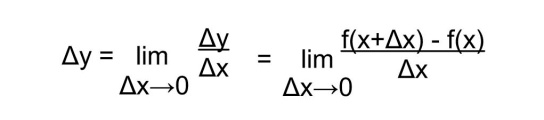 Δy = lim Δx→0 Δy/Δx = lim Δx→0 f(x+Δx) - f(x)/Δx